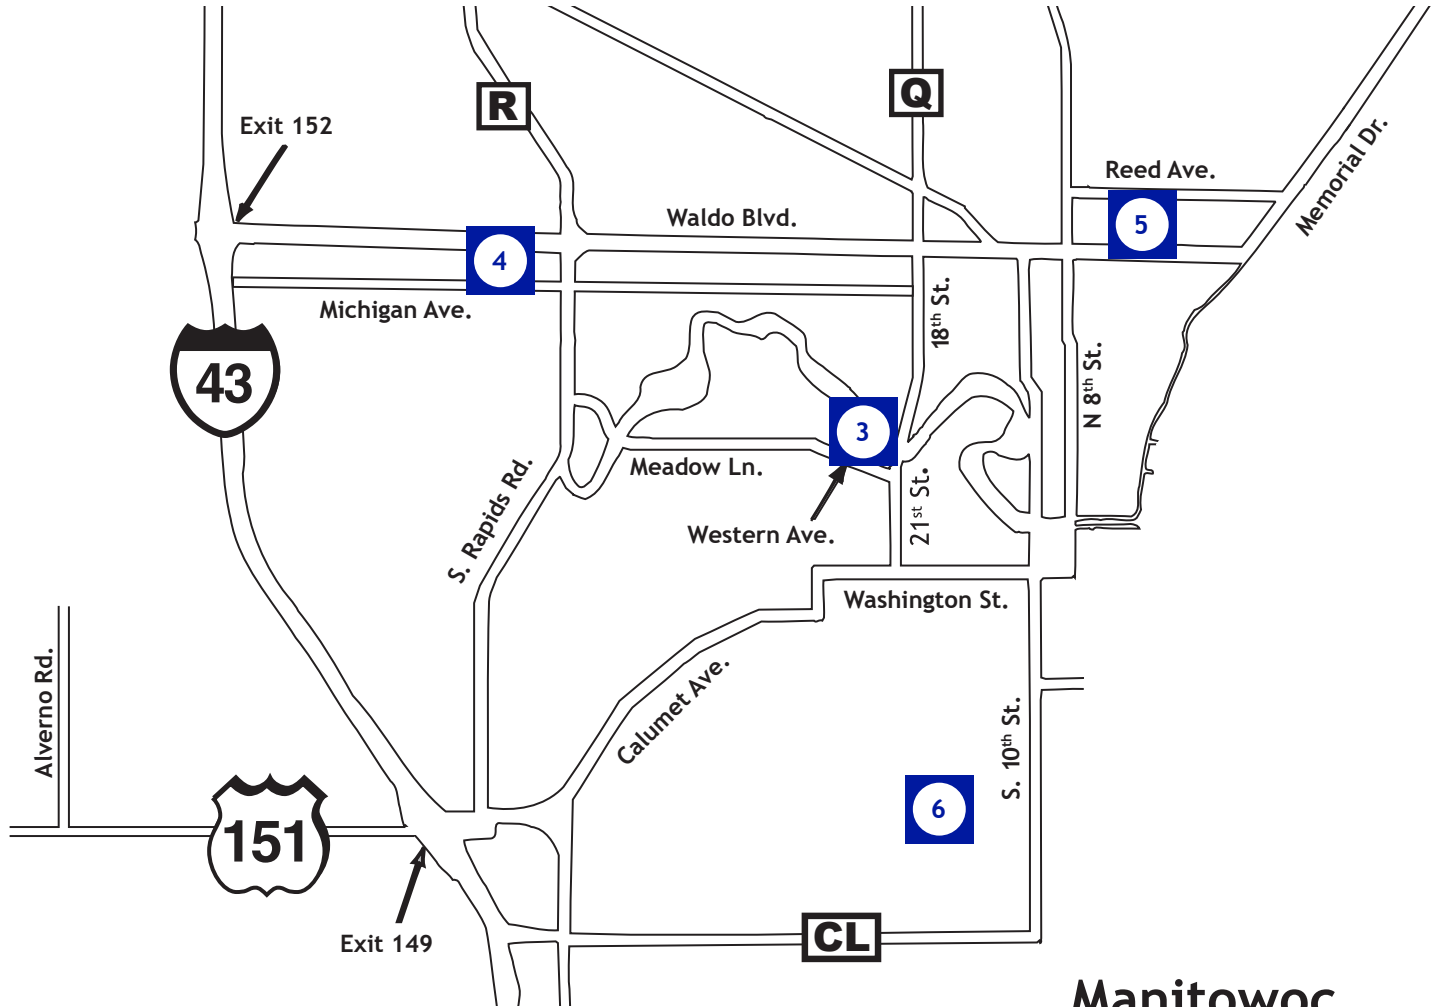 R
Q
Exit 152
Reed Ave.
Memorial Dr.
Waldo Blvd.
5
4
Michigan Ave.
18th St.
43
N 8th St.
3
Meadow Ln.
S. Rapids Rd.
21st St.
Western Ave.
Washington St.
Alverno Rd.
Calumet Ave.
S. 10th St.
6
151
Exit 149
CL
Manitowoc